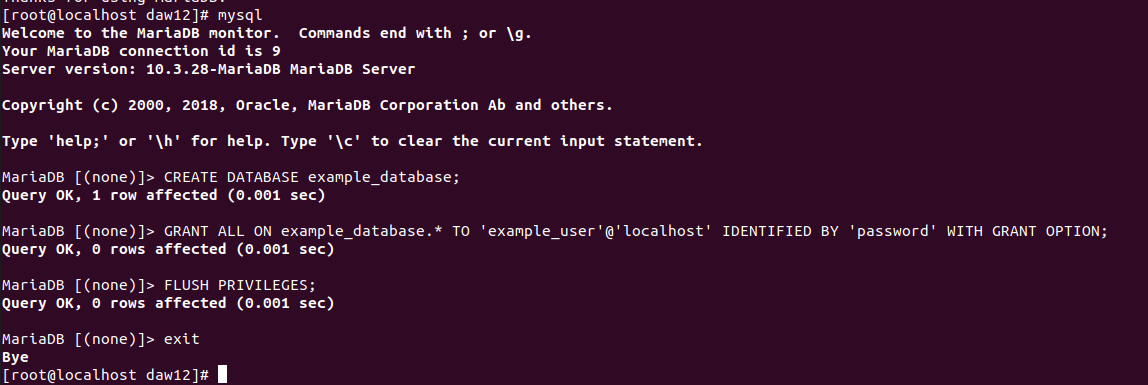 Thanks for using MariaDB!
[root@localhost daw12]# mysql
Welcome to the MariaDB monitor.  Commands end with ; or \g.
Your MariaDB connection id is 9
Server version: 10.3.28-MariaDB MariaDB Server
Copyright (c) 2000, 2018, Oracle, MariaDB Corporation Ab and others.
Type 'help;' or '\h' for help. Type '\c' to clear the current input statement.
MariaDB [(none)]> CREATE DATABASE example_database;
Query OK, 1 row affected (0.001 sec)
MariaDB [(none)]> GRANT ALL ON example_database.* TO 'example_user'@'localhost' IDENTIFIED BY 'password' WITH GRANT OPTION;
Query OK, 0 rows affected (0.001 sec)
MariaDB [(none)]> FLUSH PRIVILEGES;
Query OK, 0 rows affected (0.001 sec)
MariaDB [(none)]> exit
Bye
[root@localhost daw12]#